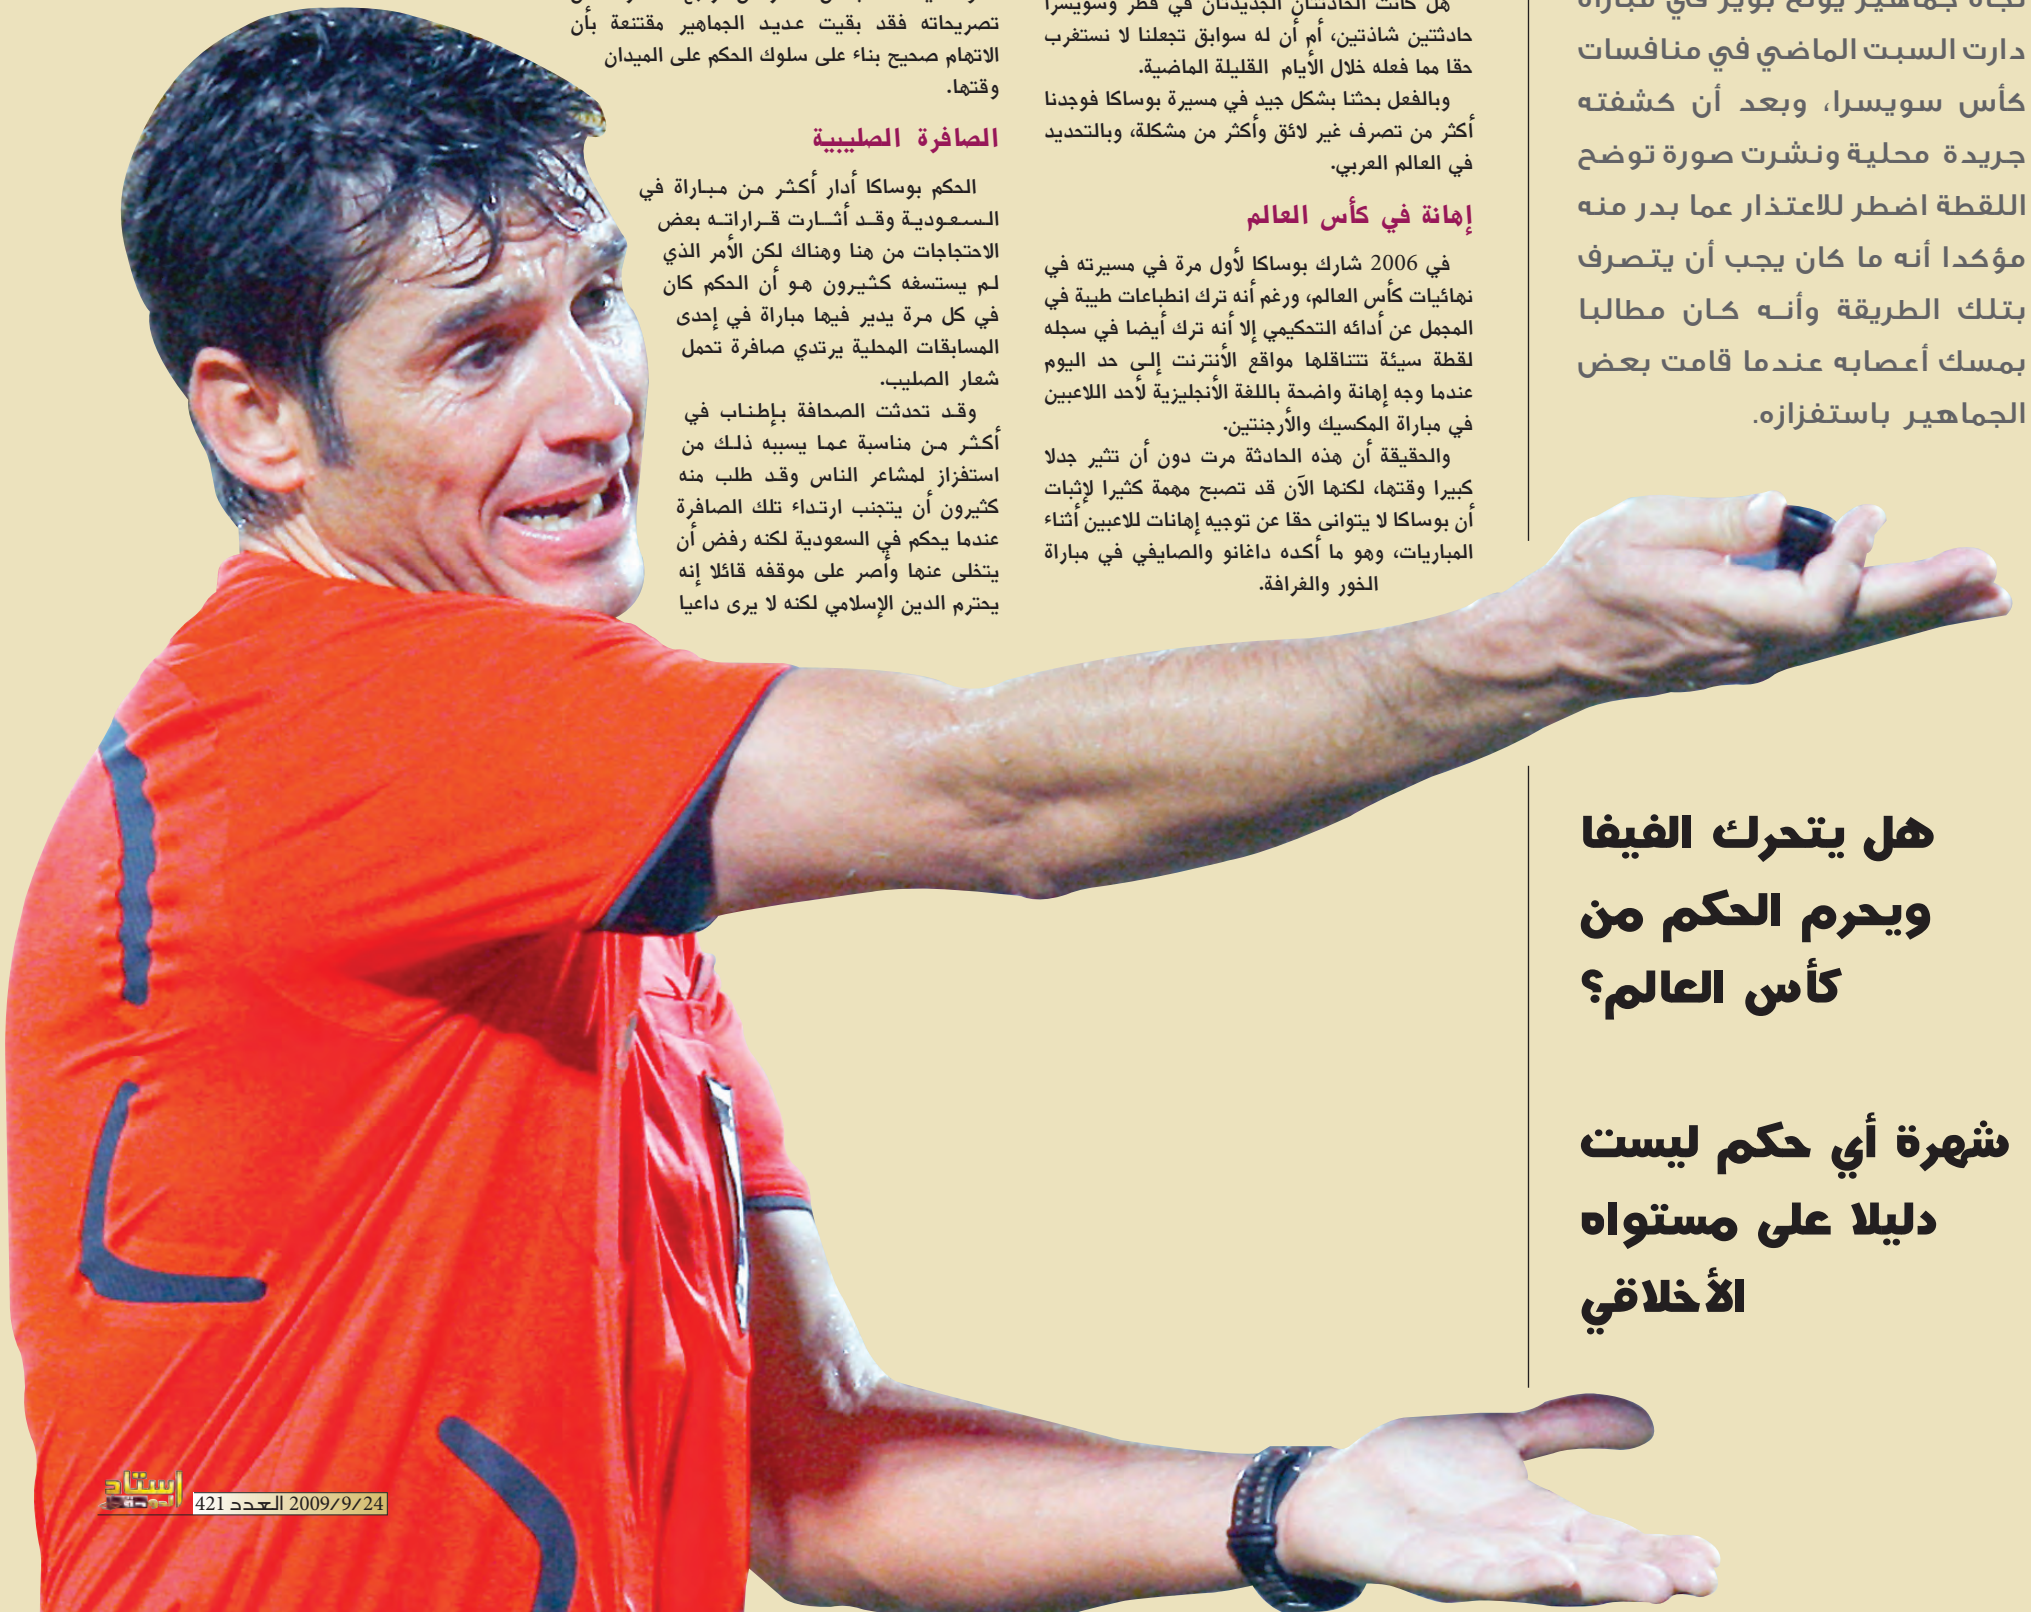 دارت السبت الماضي في منافسات
كأس سويسرا، وبعد أن كشفته
جريدة محلية ونشرت صورة توضح
اللقطة اضطر للاعتذار عما بدر منه
مؤكدا أنه ما كان يجب أن يتصرف
بتلك الطريقة وأنه كان مطالبا
بمسك أعصابه عندما قامت بعض
الجماهير باستفزازه.
هل يتحرك الفيفا
ويحرم الحكم من
كأس العالم؟
شهرة أي حكم ليست
دليلا على مستواه
الأخلاقي
هل كانت الحادثتان الجديدتان في قطر وسويسرا
حادثتين شاذتين، أم أن له سوابق تجعلنا لا نستغرب
حقا مما فعله خلال الأيام القليلة الماضية.
وبالفعل بحثنا بشكل جيد في مسيرة بوساكا فوجدنا
أكثر من تصرف غير لائق وأكثر من مشكلة، وبالتحديد
في العالم العربي.
إهانة في كأس العالم
في 2006 شارك بوساكا لأول مرة في مسيرته في
نهائيات كأس العالم، ورغم أنه ترك انطباعات طيبة في
المجمل عن أدائه التحكيمي إلا أنه ترك أيضا في سجله
لقطة سيئة تتناقلها مواقع الأنترنت إلى حد اليوم
عندما وجه إهانة واضحة باللغة الأنجليزية لأحد اللاعبين
في مباراة المكسيك والأرجنتين.
والحقيقة أن هذه الحادثة مرت دون أن تثير جدلا
كبيرا وقتها، لكنها الآن قد تصبح مهمة كثيرا لإثبات
أن بوساكا لا يتوانى حقا عن توجيه إهانات للاعبين أثناء
المباريات، وهو ما أكده داغانو والصايفي في مباراة
الخور والغرافة.
تصريحاته فقد بقيت عديد الجماهير مقتنعة بأن
الاتهام صحيح بناء على سلوك الحكم على الميدان
وقتها.
الصافرة الصليبية
الحكم بوساكا أدار أكثر من مباراة في
السعودية وقد أثارت قراراته بعض
الاحتجاجات من هنا وهناك لكن الأمر الذي
لم يستسغه كثيرون هو أن الحكم كان
في كل مرة يدير فيها مباراة في إحدى
المسابقات المحلية يرتدي صافرة تحمل
شعار الصليب.
وقد تحدثت الصحافة بإطناب في
أكثر من مناسبة عما يسببه ذلك من
استفزاز لمشاعر الناس وقد طلب منه
كثيرون أن يتجنب ارتداء تلك الصافرة
عندما يحكم في السعودية لكنه رفض أن
يتخلى عنها وأصر على موقفه قائلا إنه
يحترم الدين الإسلامي لكنه لا يرى داعيا
2009/9/24 العدد 421
استاد
الدوحة